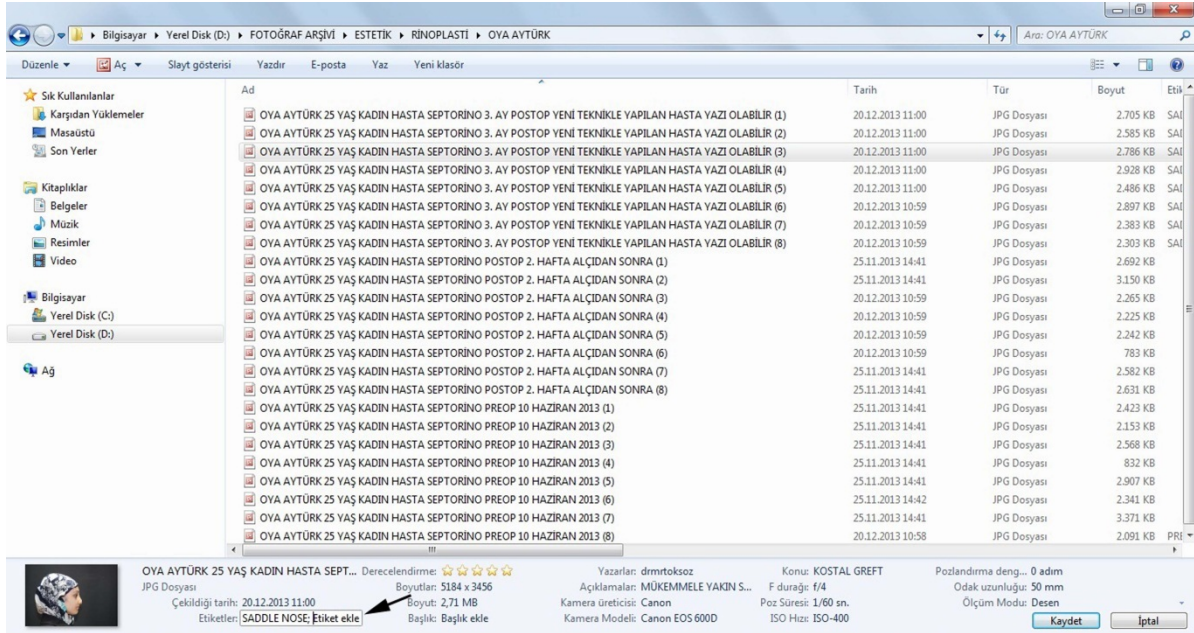 Bilgisayar ▸ Yerel Disk (D:) ▸ FOTOĞRAF ARŞİVİ ▸ ESTETİK ▸ RİNOPLASTİ ▸ OYA AYTÜRK Ara: OYA AYTÜRK
Düzenle Aç Slayt gösterisi Yazdır E-posta Yaz Yeni klasör
Sık Kullanılanlar
Karşıdan Yüklemeler
Masaüstü
Son Yerler
Kitaplıklar
Belgeler
Müzik
Resimler
Video
Bilgisayar
Yerel Disk (C:)
Yerel Disk (D:)
Ağ
Ad Tarih Tür Boyut Etik
OYA AYTÜRK 25 YAŞ KADIN HASTA SEPTORİNO 3. AY POSTOP YENİ TEKNİKLE YAPILAN HASTA YAZI OLABİLİR (1) 20.12.2013 11:00 JPG Dosyası 2.705 KB SAD
OYA AYTÜRK 25 YAŞ KADIN HASTA SEPTORİNO 3. AY POSTOP YENİ TEKNİKLE YAPILAN HASTA YAZI OLABİLİR (2) 20.12.2013 11:00 JPG Dosyası 2.585 KB SAD
OYA AYTÜRK 25 YAŞ KADIN HASTA SEPTORİNO 3. AY POSTOP YENİ TEKNİKLE YAPILAN HASTA YAZI OLABİLİR (3) 20.12.2013 11:00 JPG Dosyası 2.786 KB SAD
OYA AYTÜRK 25 YAŞ KADIN HASTA SEPTORİNO 3. AY POSTOP YENİ TEKNİKLE YAPILAN HASTA YAZI OLABİLİR (4) 20.12.2013 11:00 JPG Dosyası 2.928 KB SAD
OYA AYTÜRK 25 YAŞ KADIN HASTA SEPTORİNO 3. AY POSTOP YENİ TEKNİKLE YAPILAN HASTA YAZI OLABİLİR (5) 20.12.2013 11:00 JPG Dosyası 2.486 KB SAD
OYA AYTÜRK 25 YAŞ KADIN HASTA SEPTORİNO 3. AY POSTOP YENİ TEKNİKLE YAPILAN HASTA YAZI OLABİLİR (6) 20.12.2013 10:59 JPG Dosyası 2.897 KB SAD
OYA AYTÜRK 25 YAŞ KADIN HASTA SEPTORİNO 3. AY POSTOP YENİ TEKNİKLE YAPILAN HASTA YAZI OLABİLİR (7) 20.12.2013 10:59 JPG Dosyası 2.383 KB SAD
OYA AYTÜRK 25 YAŞ KADIN HASTA SEPTORİNO 3. AY POSTOP YENİ TEKNİKLE YAPILAN HASTA YAZI OLABİLİR (8) 20.12.2013 10:59 JPG Dosyası 2.303 KB SAD
OYA AYTÜRK 25 YAŞ KADIN HASTA SEPTORİNO POSTOP 2. HAFTA ALÇIDAN SONRA (1) 25.11.2013 14:41 JPG Dosyası 2.692 KB
OYA AYTÜRK 25 YAŞ KADIN HASTA SEPTORİNO POSTOP 2. HAFTA ALÇIDAN SONRA (2) 25.11.2013 14:41 JPG Dosyası 3.150 KB
OYA AYTÜRK 25 YAŞ KADIN HASTA SEPTORİNO POSTOP 2. HAFTA ALÇIDAN SONRA (3) 20.12.2013 10:59 JPG Dosyası 2.265 KB
OYA AYTÜRK 25 YAŞ KADIN HASTA SEPTORİNO POSTOP 2. HAFTA ALÇIDAN SONRA (4) 20.12.2013 10:59 JPG Dosyası 2.225 KB
OYA AYTÜRK 25 YAŞ KADIN HASTA SEPTORİNO POSTOP 2. HAFTA ALÇIDAN SONRA (5) 20.12.2013 10:59 JPG Dosyası 2.242 KB
OYA AYTÜRK 25 YAŞ KADIN HASTA SEPTORİNO POSTOP 2. HAFTA ALÇIDAN SONRA (6) 20.12.2013 10:59 JPG Dosyası 783 KB
OYA AYTÜRK 25 YAŞ KADIN HASTA SEPTORİNO POSTOP 2. HAFTA ALÇIDAN SONRA (7) 25.11.2013 14:41 JPG Dosyası 2.582 KB
OYA AYTÜRK 25 YAŞ KADIN HASTA SEPTORİNO POSTOP 2. HAFTA ALÇIDAN SONRA (8) 25.11.2013 14:41 JPG Dosyası 2.631 KB
OYA AYTÜRK 25 YAŞ KADIN HASTA SEPTORİNO PREOP 10 HAZİRAN 2013 (1) 25.11.2013 14:41 JPG Dosyası 2.423 KB
OYA AYTÜRK 25 YAŞ KADIN HASTA SEPTORİNO PREOP 10 HAZİRAN 2013 (2) 25.11.2013 14:41 JPG Dosyası 2.153 KB
OYA AYTÜRK 25 YAŞ KADIN HASTA SEPTORİNO PREOP 10 HAZİRAN 2013 (3) 25.11.2013 14:41 JPG Dosyası 2.568 KB
OYA AYTÜRK 25 YAŞ KADIN HASTA SEPTORİNO PREOP 10 HAZİRAN 2013 (4) 25.11.2013 14:41 JPG Dosyası 832 KB
OYA AYTÜRK 25 YAŞ KADIN HASTA SEPTORİNO PREOP 10 HAZİRAN 2013 (5) 25.11.2013 14:41 JPG Dosyası 2.907 KB
OYA AYTÜRK 25 YAŞ KADIN HASTA SEPTORİNO PREOP 10 HAZİRAN 2013 (6) 25.11.2013 14:42 JPG Dosyası 2.341 KB
OYA AYTÜRK 25 YAŞ KADIN HASTA SEPTORİNO PREOP 10 HAZİRAN 2013 (7) 25.11.2013 14:41 JPG Dosyası 3.371 KB
OYA AYTÜRK 25 YAŞ KADIN HASTA SEPTORİNO PREOP 10 HAZİRAN 2013 (8) 20.12.2013 10:58 JPG Dosyası 2.091 KB PRE
OYA AYTÜRK 25 YAŞ KADIN HASTA SEPT... Derecelendirme: Yazarlar: drmrtoksoz Konu: KOSTAL GREFT Pozlandırma deng... 0 adım
JPG Dosyası Boyutlar: 5184 x 3456 Açıklamalar: MÜKEMMELE YAKIN S... F durağı: f/4 Odak uzunluğu: 50 mm
Çekildiği tarih: 20.12.2013 11:00 Boyut: 2,71 MB Kamera üreticisi: Canon Poz Süresi: 1/60 sn. Ölçüm Modu: Desen
Etiketler: SADDLE NOSE; Etiket ekle Başlık: Başlık ekle Kamera Modeli: Canon EOS 600D ISO Hızı: ISO-400 Kaydet İptal